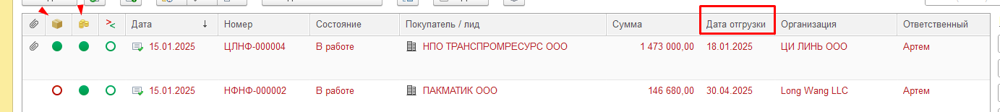 Дата ↓ Номер Состояние Покупатель / лид Сумма Дата отгрузки Организация Ответственный
15.01.2025 ЦЛНФ-000004 В работе НПО ТРАНСПРОМРЕСУРС ООО 1 473 000,00 18.01.2025 ЦИ ЛИНЬ ООО Артем
15.01.2025 НФНФ-000002 В работе ПАКМАТИК ООО 146 680,00 30.04.2025 Long Wang LLC Артем